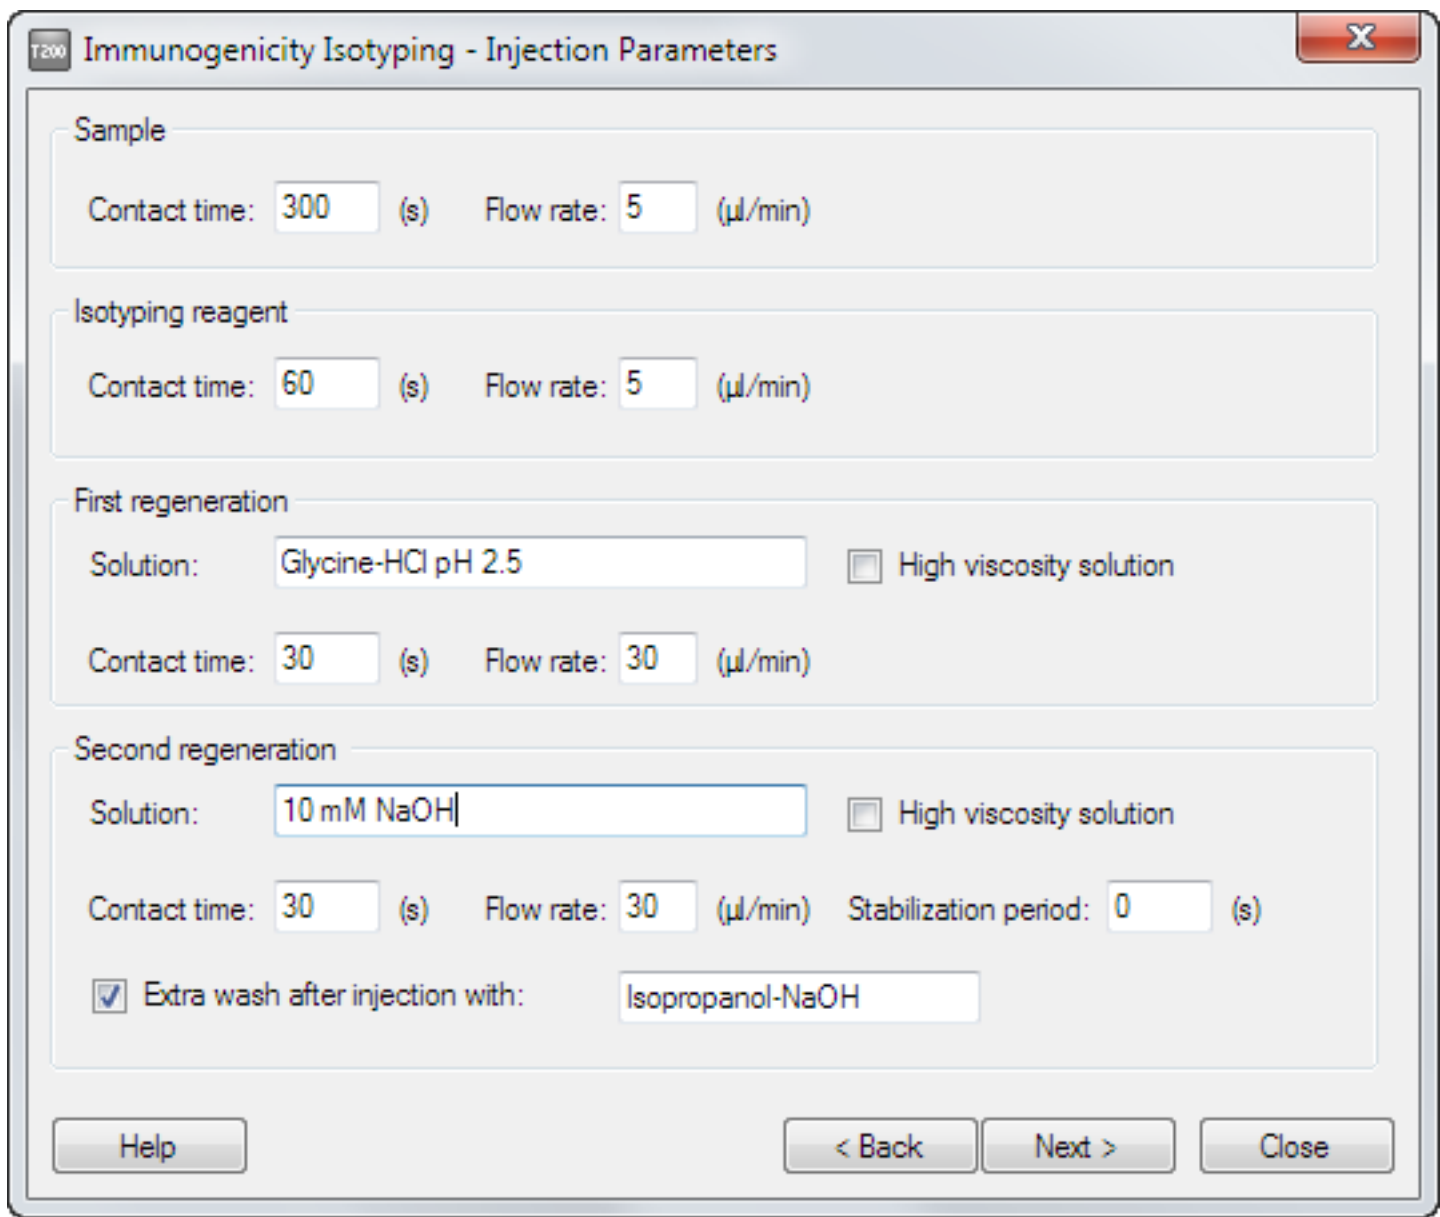 T200 Immunogenicity Isotyping - Injection Parameters X
Sample
Contact time: 300 (s) Flow rate: 5 (µl/min)
Isotyping reagent
Contact time: 60 (s) Flow rate: 5 (µl/min)
First regeneration
Solution: Glycine-HCl pH 2.5 High viscosity solution
Contact time: 30 (s) Flow rate: 30 (µl/min)
Second regeneration
Solution: 10 mM NaOH High viscosity solution
Contact time: 30 (s) Flow rate: 30 (µl/min) Stabilization period: 0 (s)
Extra wash after injection with: Isopropanol-NaOH
Help < Back Next > Close